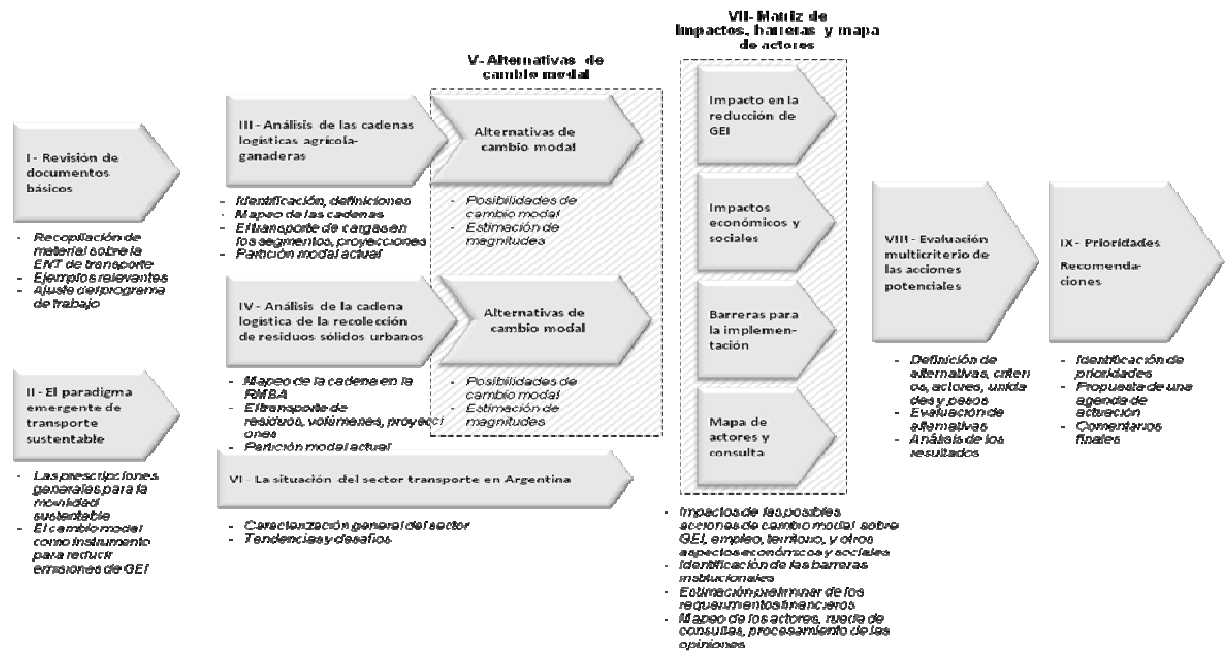 I - Revisión de
documentos
básicos
- Recopilación de
material sobre la
ENT de transporte
- Ejemplos relevantes
- Ajuste del programa
de trabajo
II - El paradigma
emergente de
transporte
sustentable
- Las prescripciones
generales para la
movilidad
sustentable
- El cambio modal
como instrumento
para reducir
emisiones de GEI
III - Análisis de las cadenas
logísticas agrícola-
ganaderas
- Identificación, definiciones
- Mapeo de las cadenas
- El transporte de cargas en
los segmentos, proyecciones
- Partición modal actual
IV - Análisis de la cadena
logística de la recolección
de residuos sólidos urbanos
- Mapeo de la cadena en la
RMBA
- El transporte de
residuos, volúmenes, proyecci
ones
- Partición modal actual
V- Alternativas de
cambio modal
Alternativas de
cambio modal
- Posibilidades de
cambio modal
- Estimación de
magnitudes
Alternativas de
cambio modal
- Posibilidades de
cambio modal
- Estimación de
magnitudes
VI - La situación del sector transporte en Argentina
- Caracterización general del sector
- Tendencias y desafíos
VII- Matriz de
Impactos, barreras y mapa
de actores
Impacto en la
reducción de
GEI
Impactos
económicos y
sociales
Barreras para
la implemen-
tación
Mapa de
actores y
consulta
- Impactos de las posibles
acciones de cambio modal sobre
GEI, empleo, territorio, y otros
aspectos económicos y sociales
- Identificación de las barreras
institucionales
- Estimación preliminar de los
requerimentos financieros
- Mapeo de los actores, rueda de
consultas, procesamiento de las
opiniones
VIII - Evaluación
multicriterio de
las acciones
potenciales
- Definición de
alternativas, criteri
os, actores, unida
des y pesos
- Evaluación de
alternativas
- Análisis de los
resultados
IX - Prioridades
Recomenda-
ciones
- Identificación de
prioridades
- Propuesta de una
agenda de
actuación
- Comentarios
finales